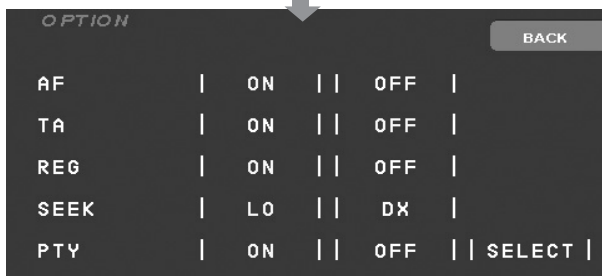 OPTION
BACK
AF | ON | | OFF |
TA | ON | | OFF |
REG | ON | | OFF |
SEEK | LO | | DX |
PTY | ON | | OFF | | SELECT |